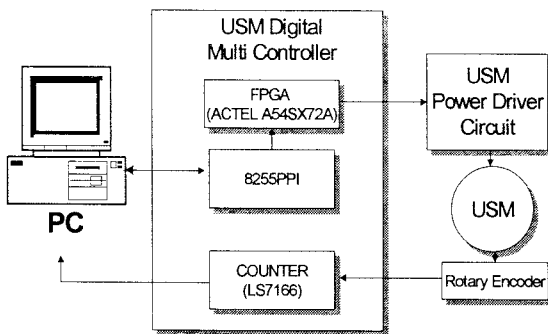 USM Digital
Multi Controller
FPGA
(ACTEL A54SX72A)
8255PPI
COUNTER
(LS7166)
PC
USM
Power Driver
Circuit
USM
Rotary Encoder